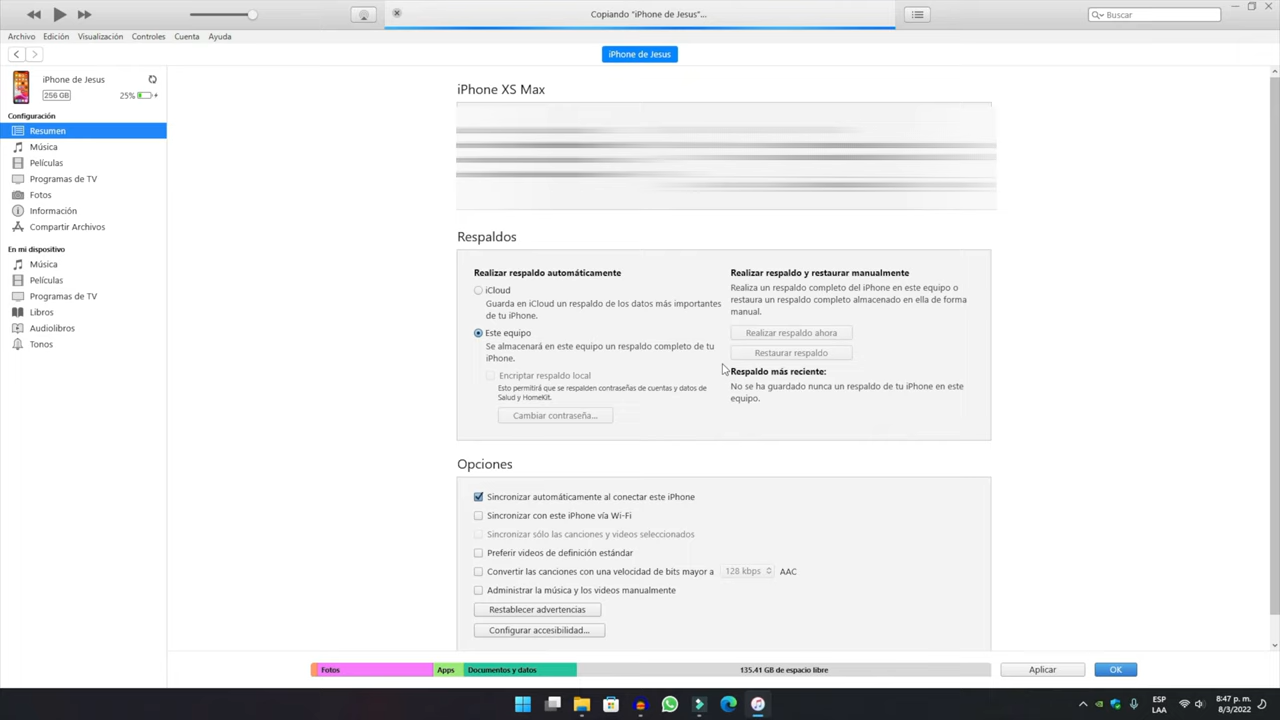 Copiando "iPhone de Jesus"...
Buscar
Archivo Edición Visualización Controles Cuenta Ayuda
iPhone de Jesus
iPhone de Jesus
256 GB 25%
Configuración
Resumen
Música
Películas
Programas de TV
Fotos
Información
Compartir Archivos
En mi dispositivo
Música
Películas
Programas de TV
Libros
Audiolibros
Tonos
iPhone XS Max
Respaldos
Realizar respaldo automáticamente
iCloud
Guarda en iCloud un respaldo de los datos más importantes
de tu iPhone.
Este equipo
Se almacenará en este equipo un respaldo completo de tu
iPhone.
Encriptar respaldo local
Esto permitirá que se respalden contraseñas de cuentas y datos de
Salud y HomeKit.
Cambiar contraseña...
Realizar respaldo y restaurar manualmente
Realiza un respaldo completo del iPhone en este equipo o
restaura un respaldo completo almacenado en ella de forma
manual.
Realizar respaldo ahora
Restaurar respaldo
Respaldo más reciente:
No se ha guardado nunca un respaldo de tu iPhone en este
equipo.
Opciones
Sincronizar automáticamente al conectar este iPhone
Sincronizar con este iPhone vía Wi-Fi
Sincronizar sólo las canciones y videos seleccionados
Preferir videos de definición estándar
Convertir las canciones con una velocidad de bits mayor a 128 kbps AAC
Administrar la música y los videos manualmente
Restablecer advertencias
Configurar accesibilidad...
Fotos Apps Documentos y datos 135.41 GB de espacio libre Aplicar OK
ESP 8:47 p. m.
LAA 8/3/2022